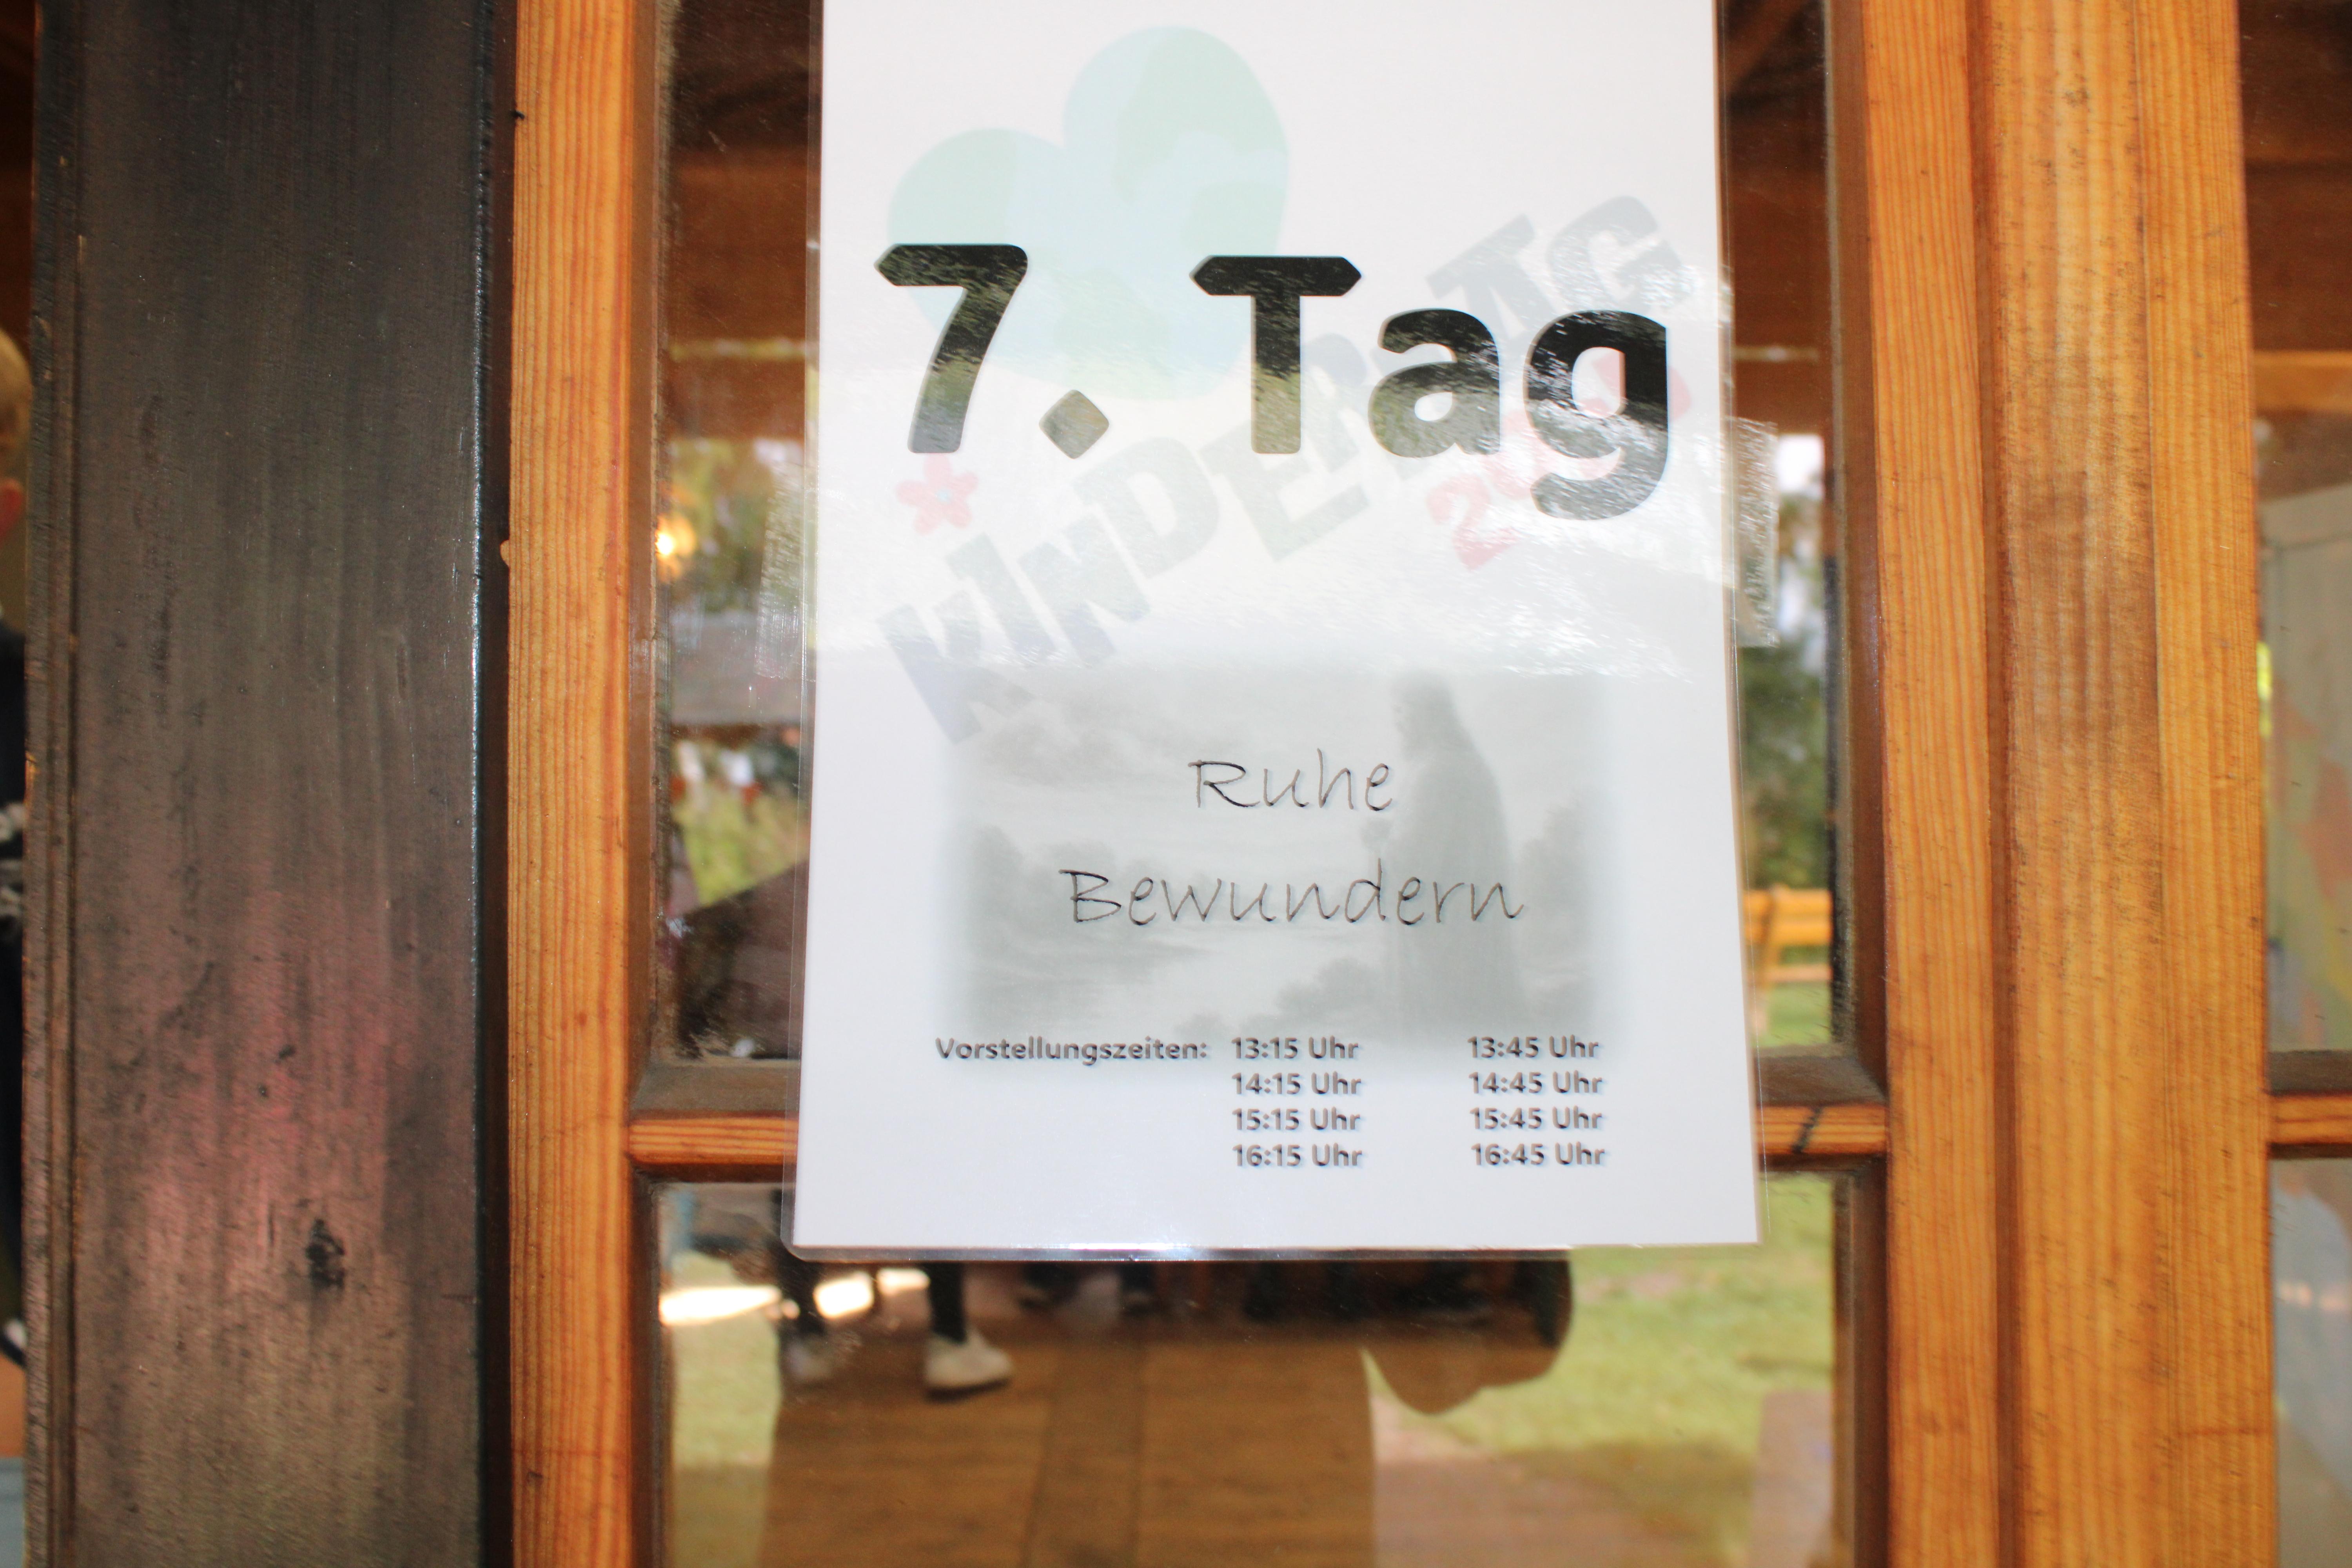 7. Tag
KINDERTAG
Ruhe
Bewundern
Vorstellungszeiten: 13:15 Uhr 13:45 Uhr
14:15 Uhr 14:45 Uhr
15:15 Uhr 15:45 Uhr
16:15 Uhr 16:45 Uhr